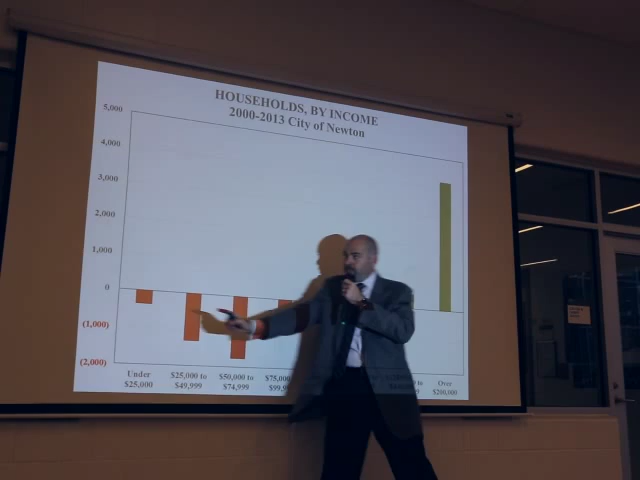 HOUSEHOLDS, BY INCOME
2000-2013 City of Newton
5,000
4,000
3,000
2,000
1,000
0
(1,000)
(2,000)
Under
$25,000
$25,000 to
$49,999
$50,000 to
$74,999
$75,000
Over
$200,000